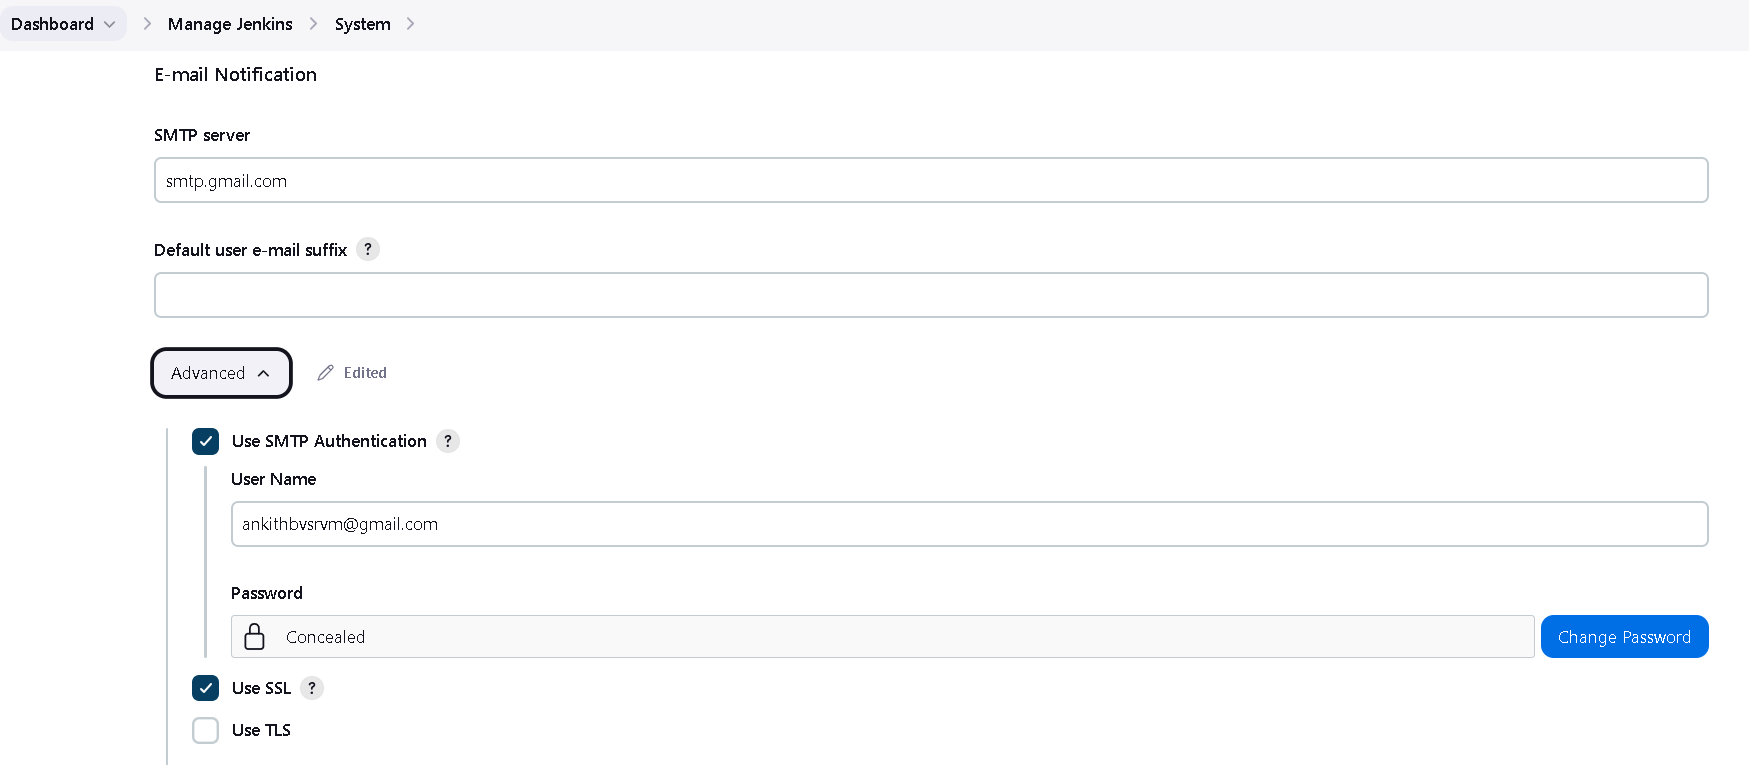 Dashboard
Manage Jenkins
System
E-mail Notification
SMTP server
smtp.gmail.com
Default user e-mail suffix ?
Advanced
Edited
Use SMTP Authentication ?
User Name
ankithbvsrvm@gmail.com
Password
Concealed
Change Password
Use SSL ?
Use TLS